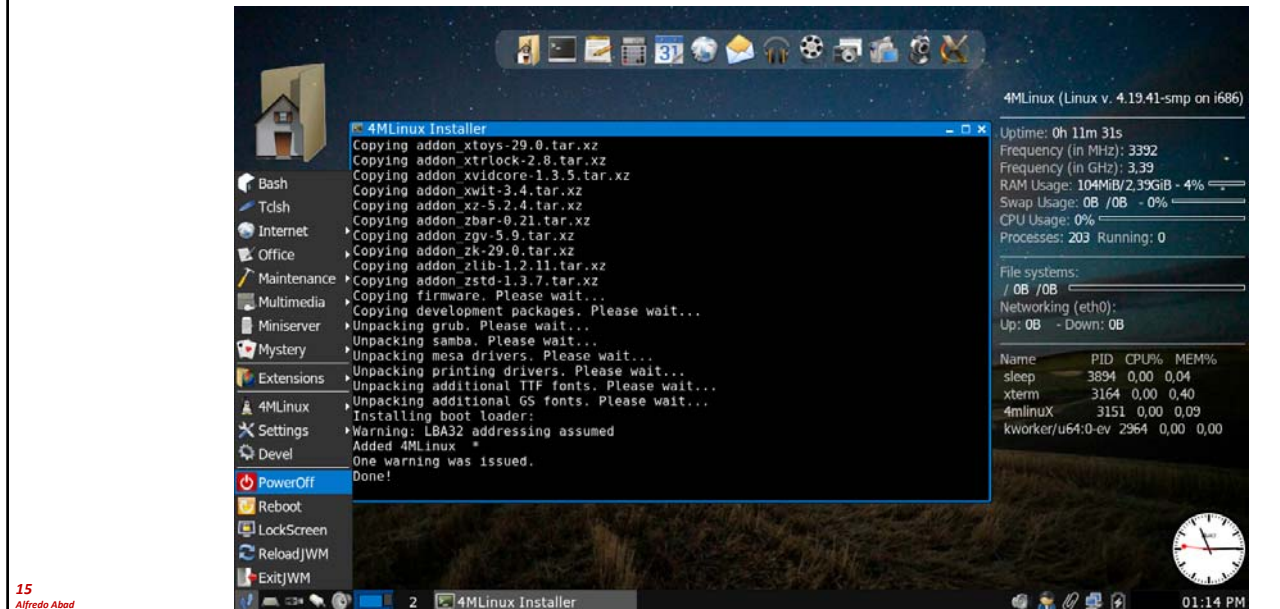 31
4MLinux (Linux v. 4.19.41-smp on i686)
4MLinux Installer
Copying addon_xtoys-29.0.tar.xz
Copying addon_xtrlock-2.8.tar.xz
Copying addon_xvidcore-1.3.5.tar.xz
Copying addon_xwit-3.4.tar.xz
Copying addon_xz-5.2.4.tar.xz
Copying addon_zbar-0.21.tar.xz
Copying addon_zgv-5.9.tar.xz
Copying addon_zk-29.0.tar.xz
Copying addon_zlib-1.2.11.tar.xz
Copying addon_zstd-1.3.7.tar.xz
Copying firmware. Please wait...
Copying development packages. Please wait...
Unpacking grub. Please wait...
Unpacking samba. Please wait...
Unpacking mesa drivers. Please wait...
Unpacking printing drivers. Please wait...
Unpacking additional TTF fonts. Please wait...
Unpacking additional GS fonts. Please wait...
Installing boot loader:
Warning: LBA32 addressing assumed
Added 4MLinux  *
One warning was issued.
Done!
Bash
Tclsh
Internet
Office
Maintenance
Multimedia
Miniserver
Mystery
Extensions
4MLinux
Settings
Devel
PowerOff
Reboot
LockScreen
ReloadJWM
ExitJWM
Uptime: 0h 11m 31s
Frequency (in MHz): 3392
Frequency (in GHz): 3,39
RAM Usage: 104MiB/2,39GiB - 4%
Swap Usage: 0B /0B - 0%
CPU Usage: 0%
Processes: 203 Running: 0
File systems:
/ 0B /0B
Networking (eth0):
Up: 0B - Down: 0B
Name PID CPU% MEM%
sleep 3894 0,00 0,04
xterm 3164 0,00 0,40
4mlinuX 3151 0,00 0,09
kworker/u64:0-ev 2964 0,00 0,00
2 4MLinux Installer
01:14 PM
15
Alfredo Abad